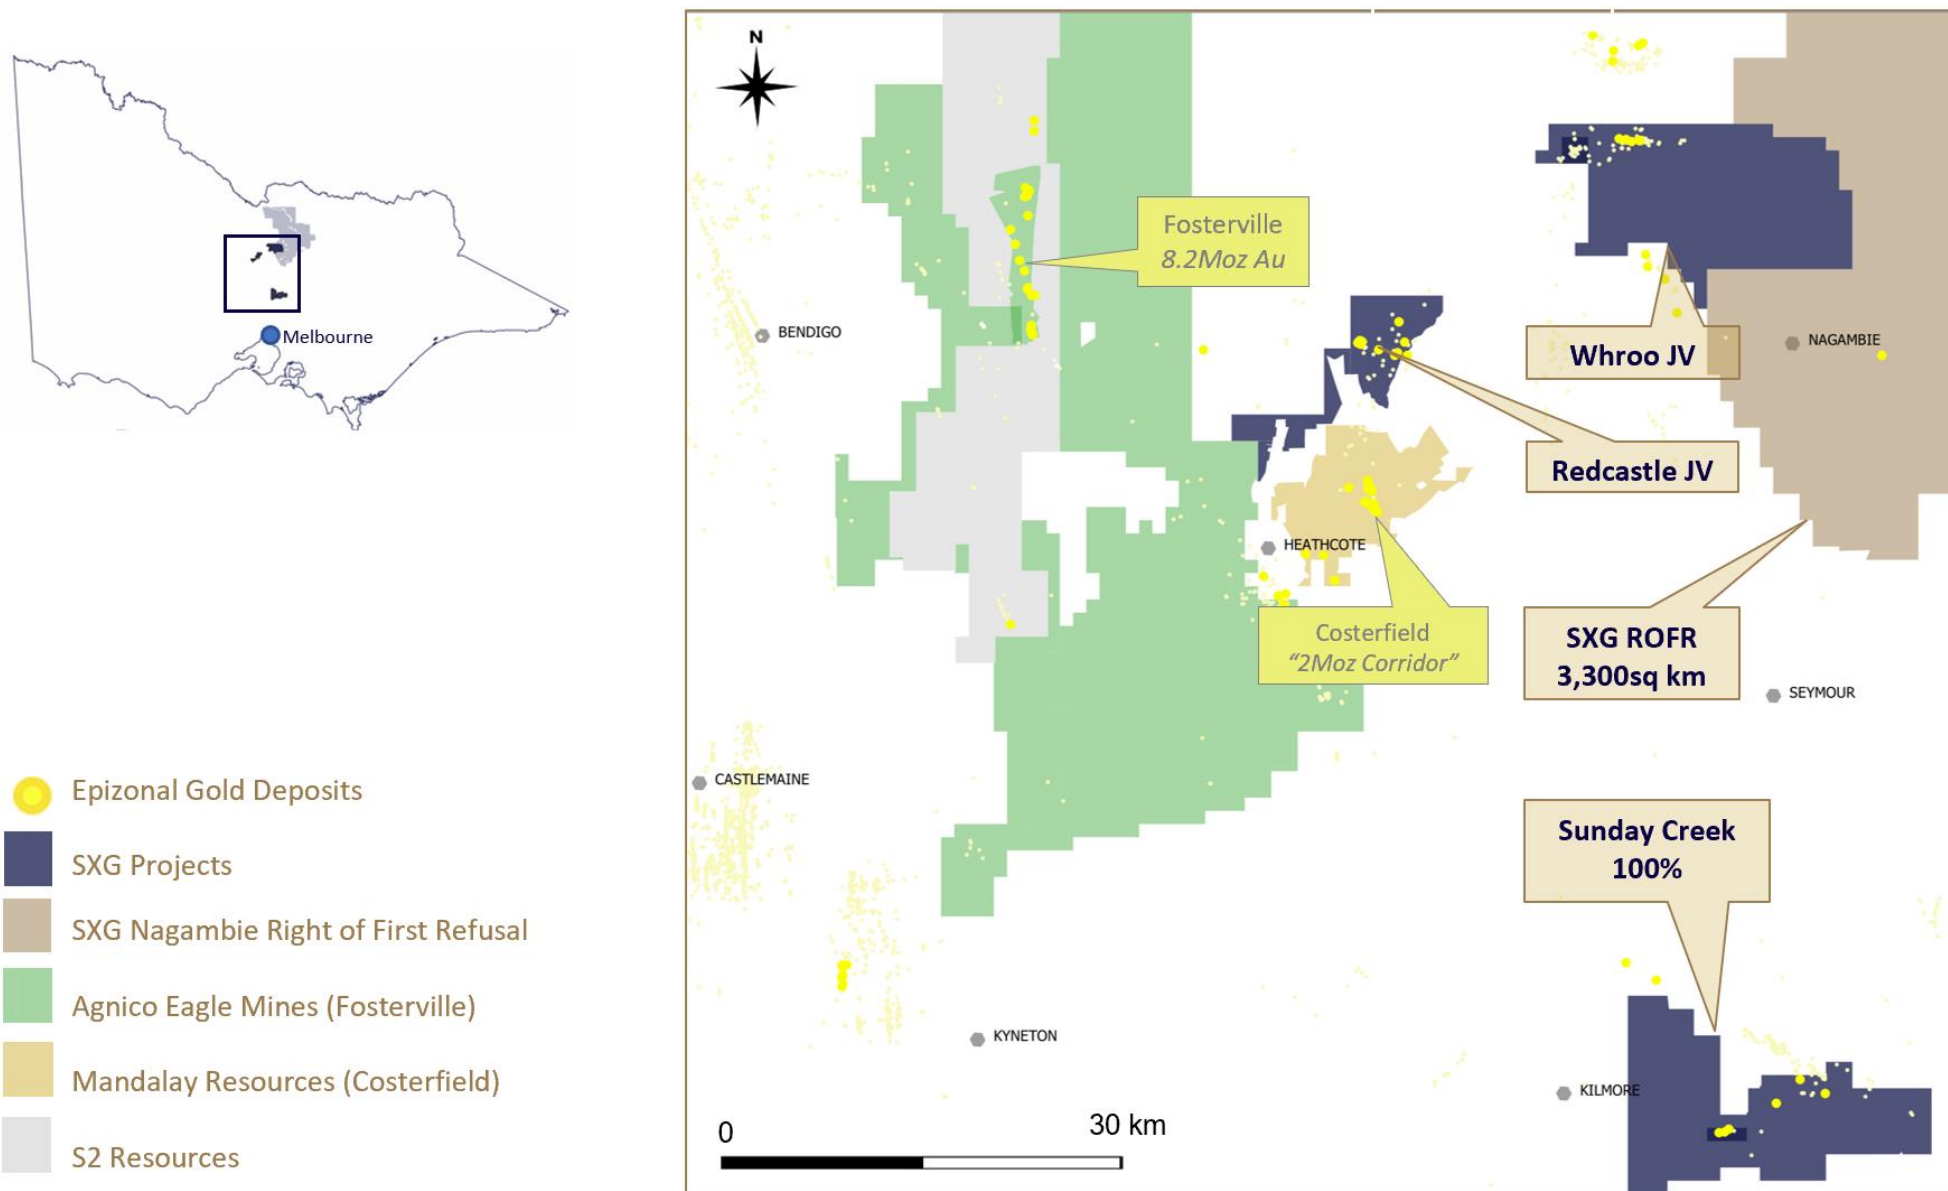 Melbourne
Epizonal Gold Deposits
SXG Projects
SXG Nagambie Right of First Refusal
Agnico Eagle Mines (Fosterville)
Mandalay Resources (Costerfield)
S2 Resources
N
Fosterville
8.2Moz Au
BENDIGO
Whroo JV
NAGAMBIE
Redcastle JV
HEATHCOTE
Costerfield
“2Moz Corridor”
SXG ROFR
3,300sq km
SEYMOUR
CASTLEMAINE
Sunday Creek
100%
KYNETON
KILMORE
0
30 km